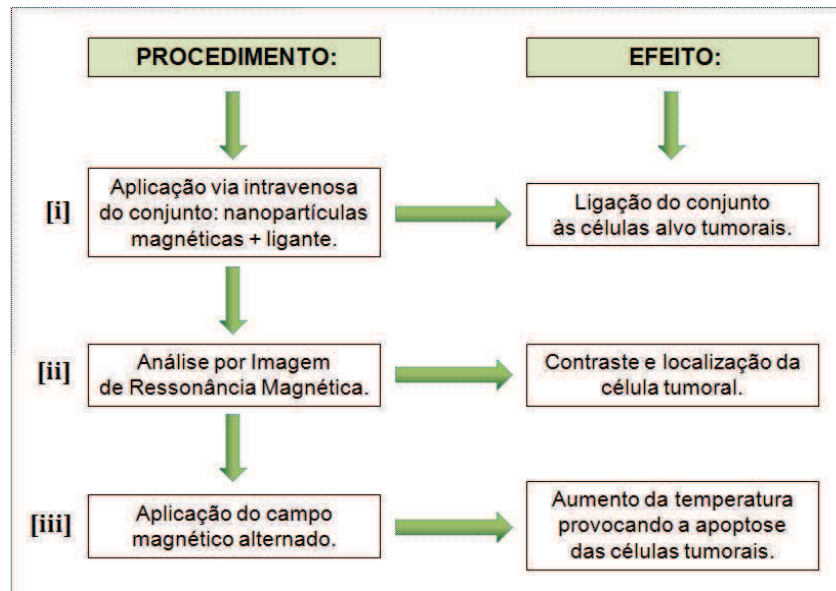 PROCEDIMENTO:
EFEITO:
[i]
Aplicação via intravenosa
do conjunto: nanopartículas
magnéticas + ligante.
Ligação do conjunto
às células alvo tumorais.
[ii]
Análise por Imagem
de Ressonância Magnética.
Contraste e localização da
célula tumoral.
[iii]
Aplicação do campo
magnético alternado.
Aumento da temperatura
provocando a apoptose
das células tumorais.